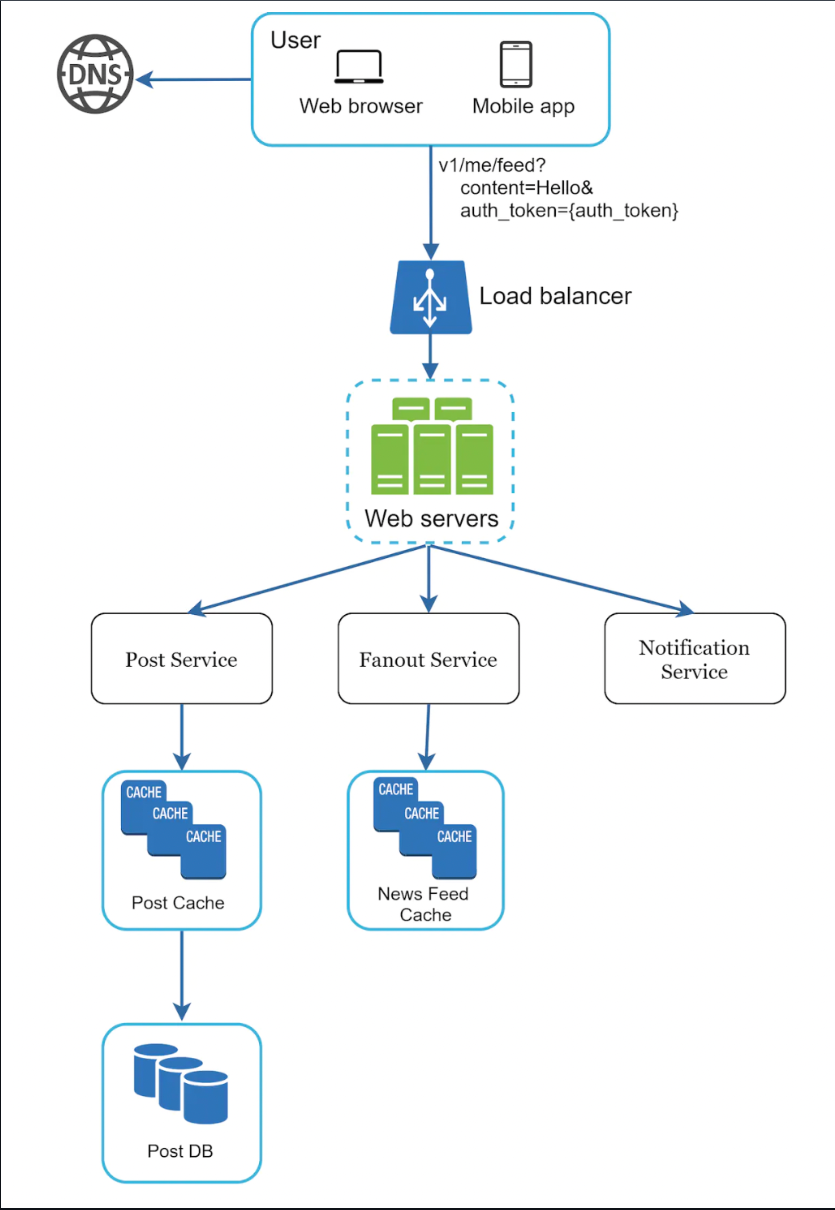 User
DNS
Web browser
Mobile app
v1/me/feed?
content=Hello&
auth_token={auth_token}
Load balancer
Web servers
Post Service
Fanout Service
Notification
Service
CACHE
CACHE
CACHE
Post Cache
CACHE
CACHE
CACHE
News Feed
Cache
Post DB